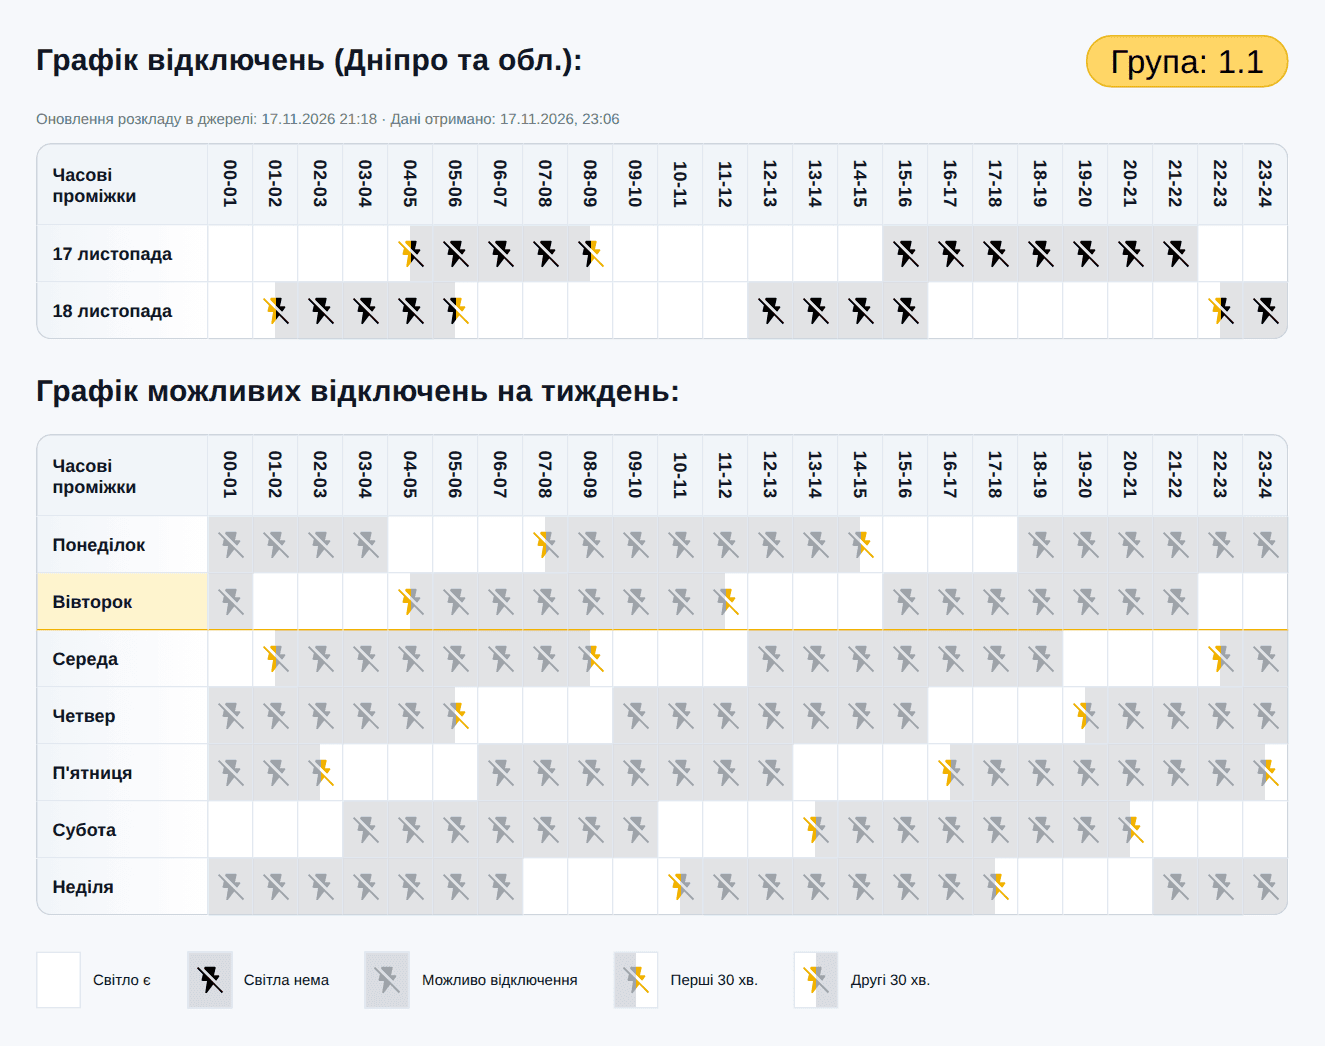 Графік відключень (Дніпро та обл.):
Група: 1.1
Оновлення розкладу в джерелі: 17.11.2026 21:18 · Дані отримано: 17.11.2026, 23:06
Часові проміжки 00-01 01-02 02-03 03-04 04-05 05-06 06-07 07-08 08-09 09-10 10-11 11-12 12-13 13-14 14-15 15-16 16-17 17-18 18-19 19-20 20-21 21-22 22-23 23-24
17 листопада
18 листопада
Графік можливих відключень на тиждень:
Часові проміжки 00-01 01-02 02-03 03-04 04-05 05-06 06-07 07-08 08-09 09-10 10-11 11-12 12-13 13-14 14-15 15-16 16-17 17-18 18-19 19-20 20-21 21-22 22-23 23-24
Понеділок
Вівторок
Середа
Четвер
П'ятниця
Субота
Неділя
Світло є Світла нема Можливо відключення Перші 30 хв. Другі 30 хв.